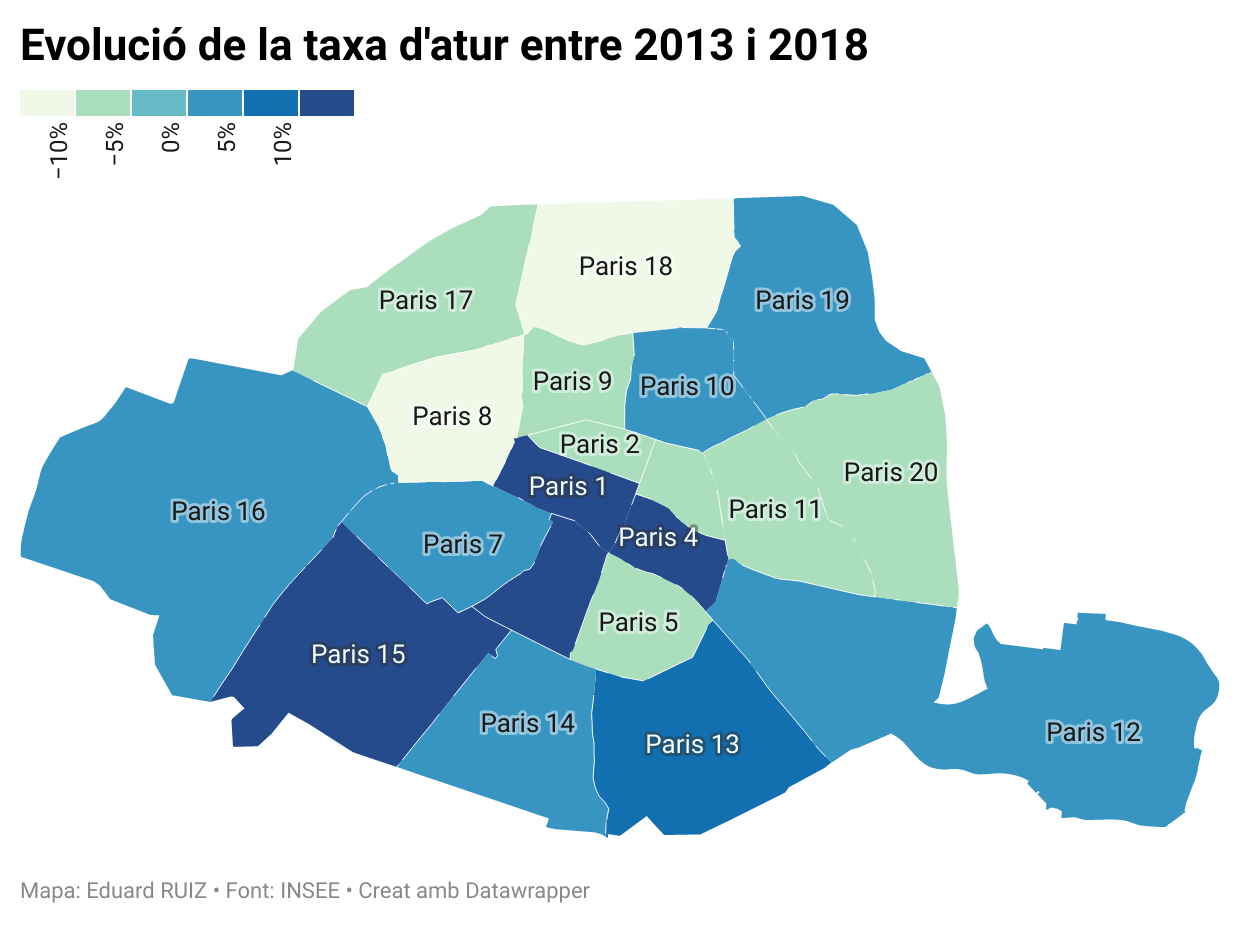 Evolució de la taxa d'atur entre 2013 i 2018
−10%
−5%
0%
5%
10%
Paris 18
Paris 17
Paris 19
Paris 9
Paris 10
Paris 8
Paris 2
Paris 20
Paris 1
Paris 16
Paris 11
Paris 4
Paris 7
Paris 5
Paris 15
Paris 14
Paris 12
Paris 13
Mapa: Eduard RUIZ • Font: INSEE • Creat amb Datawrapper